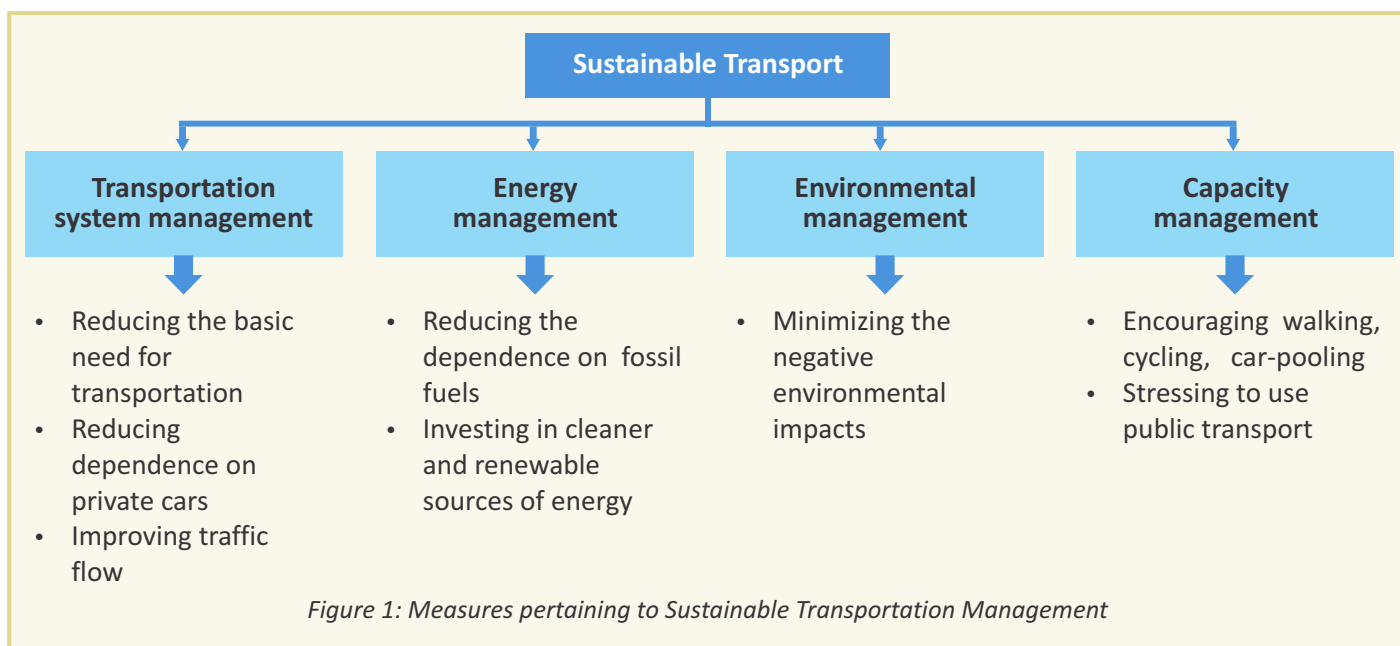 Sustainable Transport
Transportation
system management
Energy
management
Environmental
management
Capacity
management
• Reducing the basic
need for
transportation
• Reducing
dependence on
private cars
• Improving traffic
flow
• Reducing the
dependence on fossil
fuels
• Investing in cleaner
and renewable
sources of energy
• Minimizing the
negative
environmental
impacts
• Encouraging walking,
cycling, car-pooling
• Stressing to use
public transport
Figure 1: Measures pertaining to Sustainable Transportation Management